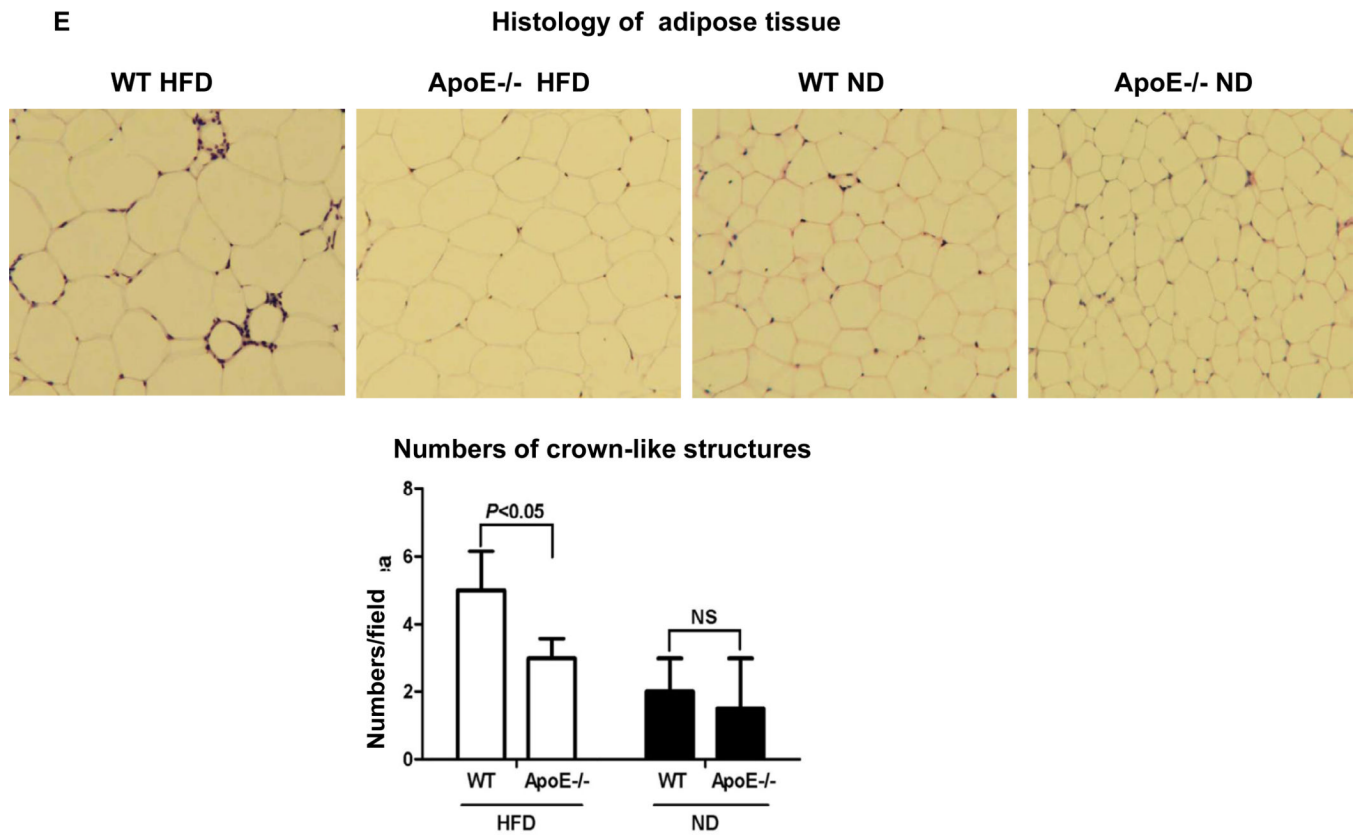 E
Histology of adipose tissue
WT HFD
ApoE-/- HFD
WT ND
ApoE-/- ND
Numbers of crown-like structures
Numbers/field
8
6
4
2
0
P<0.05
NS
WT
ApoE-/-
WT
ApoE-/-
HFD
ND